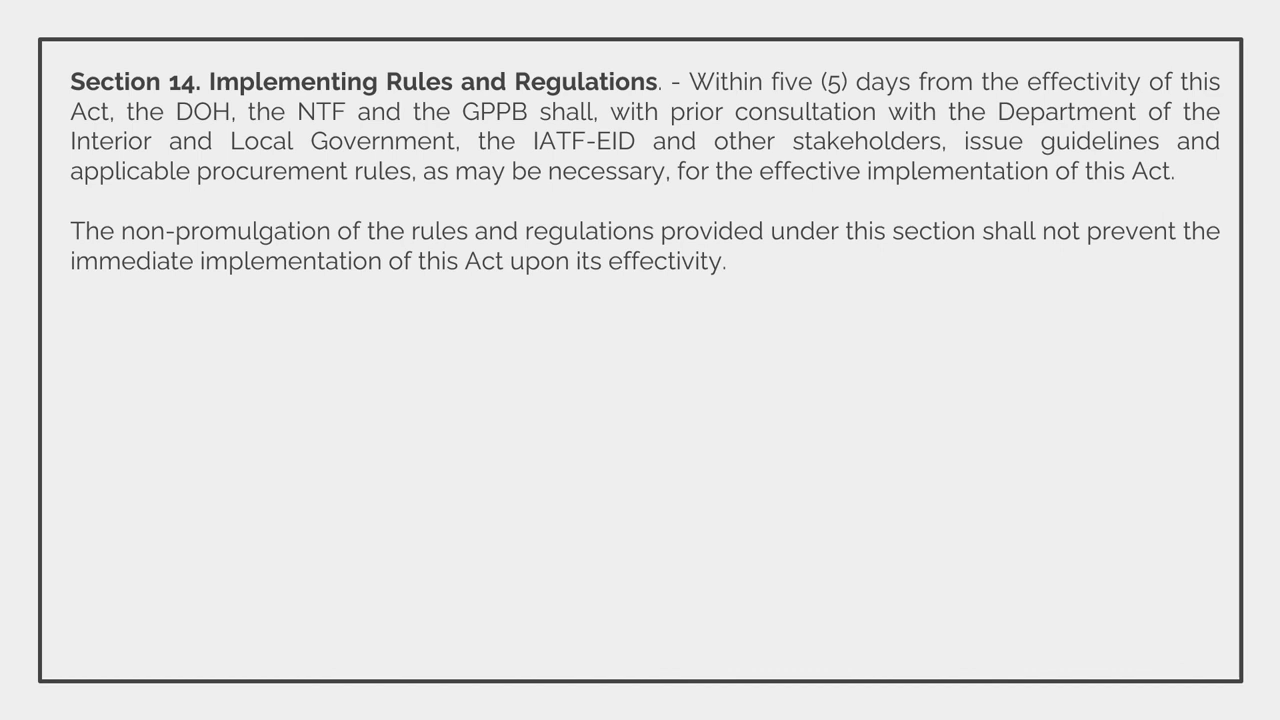 Section 14. Implementing Rules and Regulations. - Within five (5) days from the effectivity of this
Act, the DOH, the NTF and the GPPB shall, with prior consultation with the Department of the
Interior and Local Government, the IATF-EID and other stakeholders, issue guidelines and
applicable procurement rules, as may be necessary, for the effective implementation of this Act.
The non-promulgation of the rules and regulations provided under this section shall not prevent the
immediate implementation of this Act upon its effectivity.